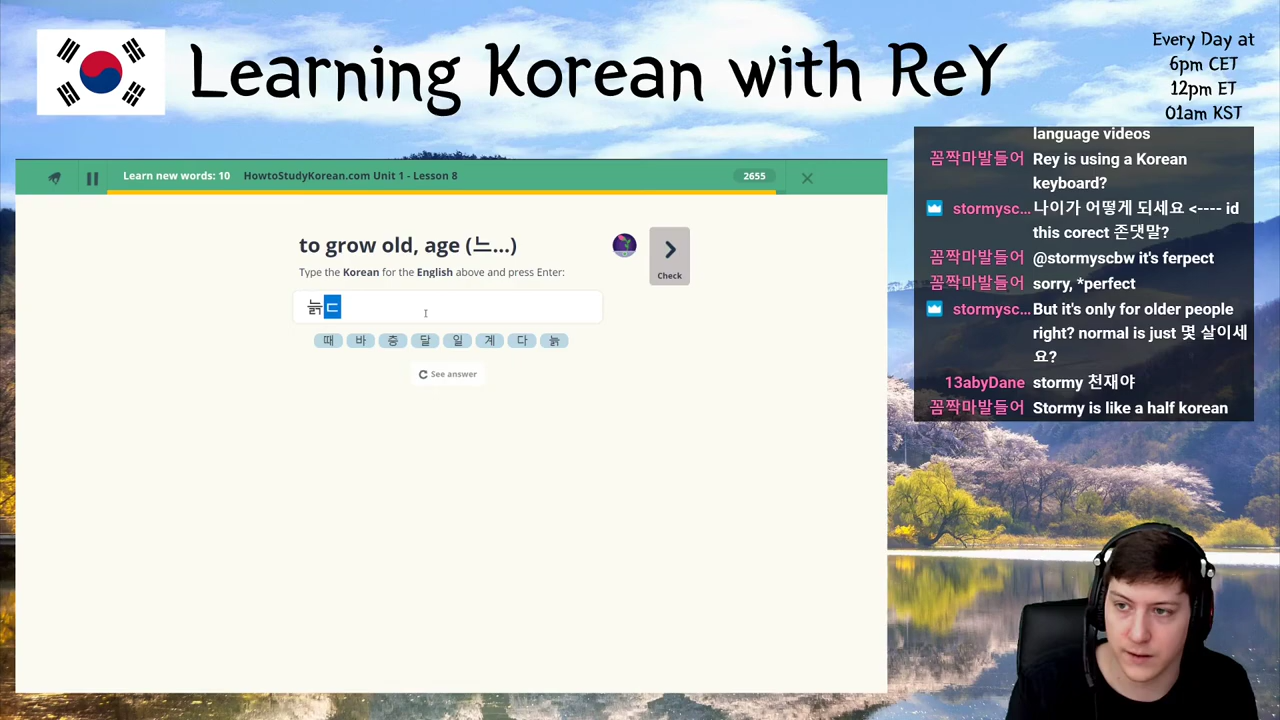 Learning Korean with ReY
Every Day at
6pm CET
12pm ET
01am KST
Learn new words: 10 HowtoStudyKorean.com Unit 1 - Lesson 8
2655
to grow old, age (느...)
Type the Korean for the English above and press Enter:
늙ㄷ
때 바 층 달 일 계 다 늙
See answer
Check
language videos
꼼짝마발들어 Rey is using a Korean
keyboard?
stormysc... 나이가 어떻게 되세요 <---- id
this corect 존댓말?
꼼짝마발들어 @stormyscbw it's ferpect
꼼짝마발들어 sorry, *perfect
stormysc... But it's only for older people
right? normal is just 몇 살이세
요?
13abyDane stormy 천재야
꼼짝마발들어 Stormy is like a half korean